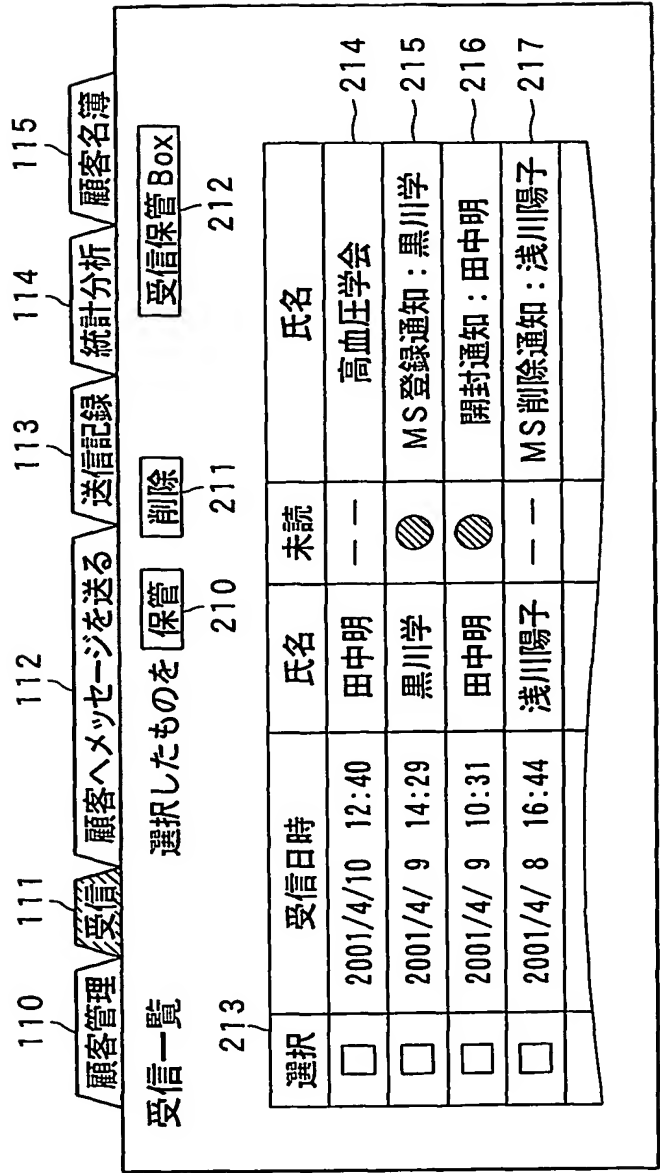 110 111 112 113 114 115
顧客管理 受信 顧客へメッセージを送る 送信記録 統計分析 顧客名簿
受信一覧 選択したものを 保管 削除 受信保管Box
210 211 212
213
選択 受信日時 氏名 未読 氏名
2001/4/10 12:40 田中明 -- 高血圧学会 214
2001/4/ 9 14:29 黒川学 MS登録通知:黒川学 215
2001/4/ 9 10:31 田中明 開封通知:田中明 216
2001/4/ 8 16:44 浅川陽子 -- MS削除通知:浅川陽子 217